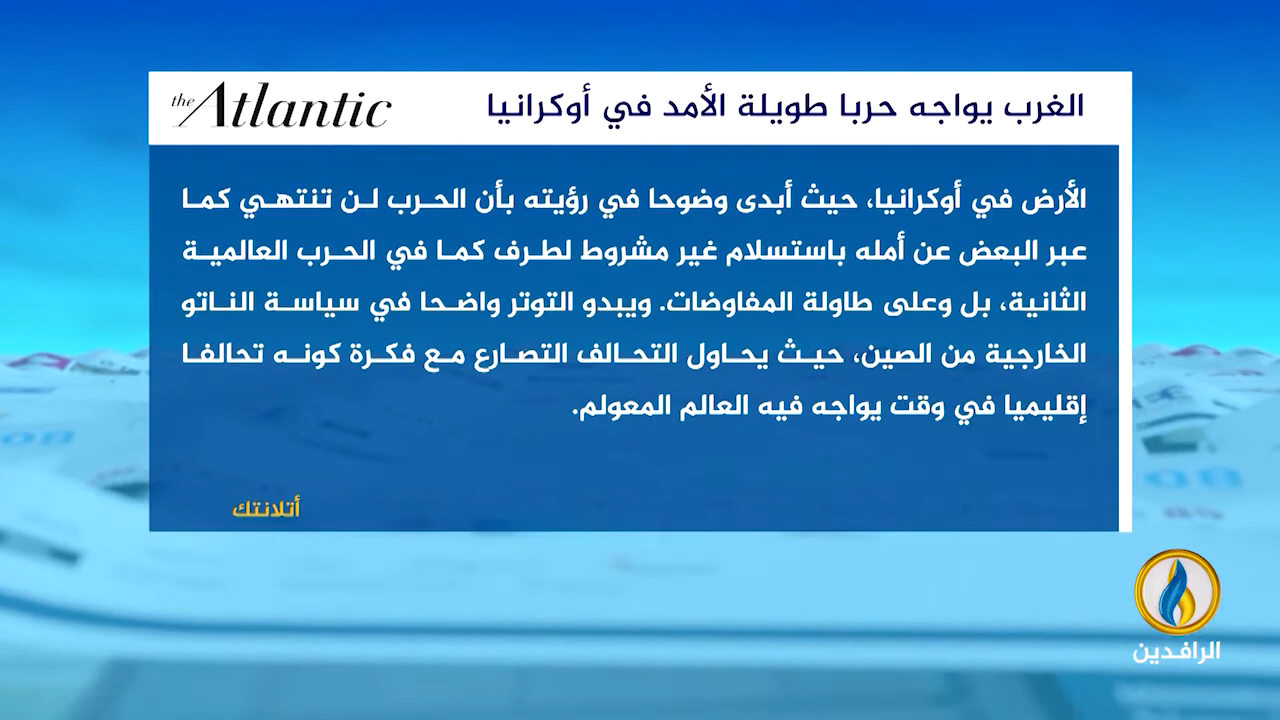 الغرب يواجه حربا طويلة الأمد في أوكرانيا
the Atlantic
الأرض في أوكرانيا، حيث أبدى وضوحا في رؤيته بأن الحرب لن تنتهي كما
عبر البعض عن أمله باستسلام غير مشروط لطرف كما في الحرب العالمية
الثانية، بل وعلى طاولة المفاوضات. ويبدو التوتر واضحا في سياسة الناتو
الخارجية من الصين، حيث يحاول التحالف التصارع مع فكرة كونه تحالفا
إقليميا في وقت يواجه فيه العالم المعولم.
أتلانتك
الرافدين
08
08